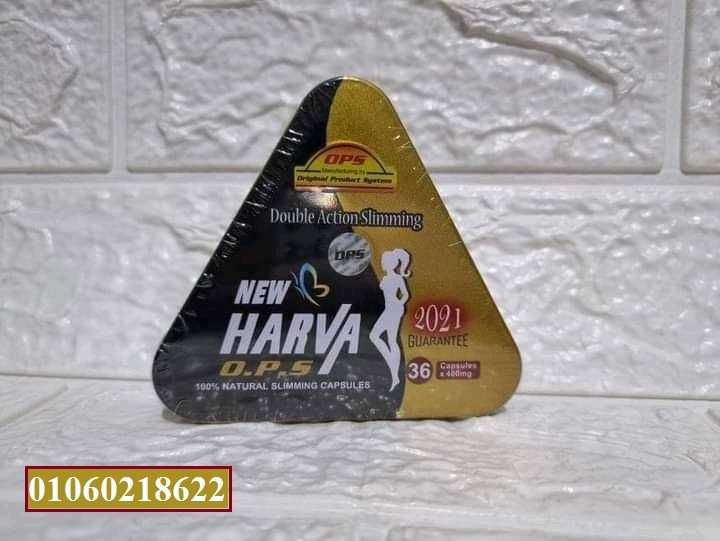 OPS
Manufacturing by
Original Product System
Double Action Slimming
OPS
NEW
HARVA
O.P.S
100% NATURAL SLIMMING CAPSULES
2021
GUARANTEE
36 Capsules
x 400mg
01060218622